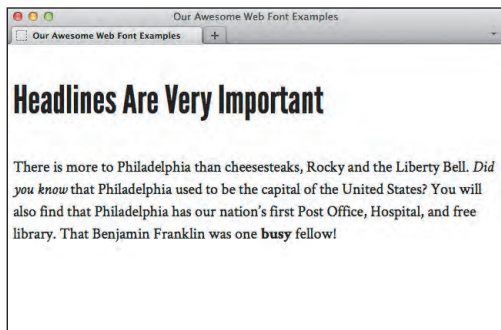 Our Awesome Web Font Examples
Our Awesome Web Font Examples
Headlines Are Very Important
There is more to Philadelphia than cheesesteaks, Rocky and the Liberty Bell. Did
you know that Philadelphia used to be the capital of the United States? You will
also find that Philadelphia has our nation's first Post Office, Hospital, and free
library. That Benjamin Franklin was one busy fellow!